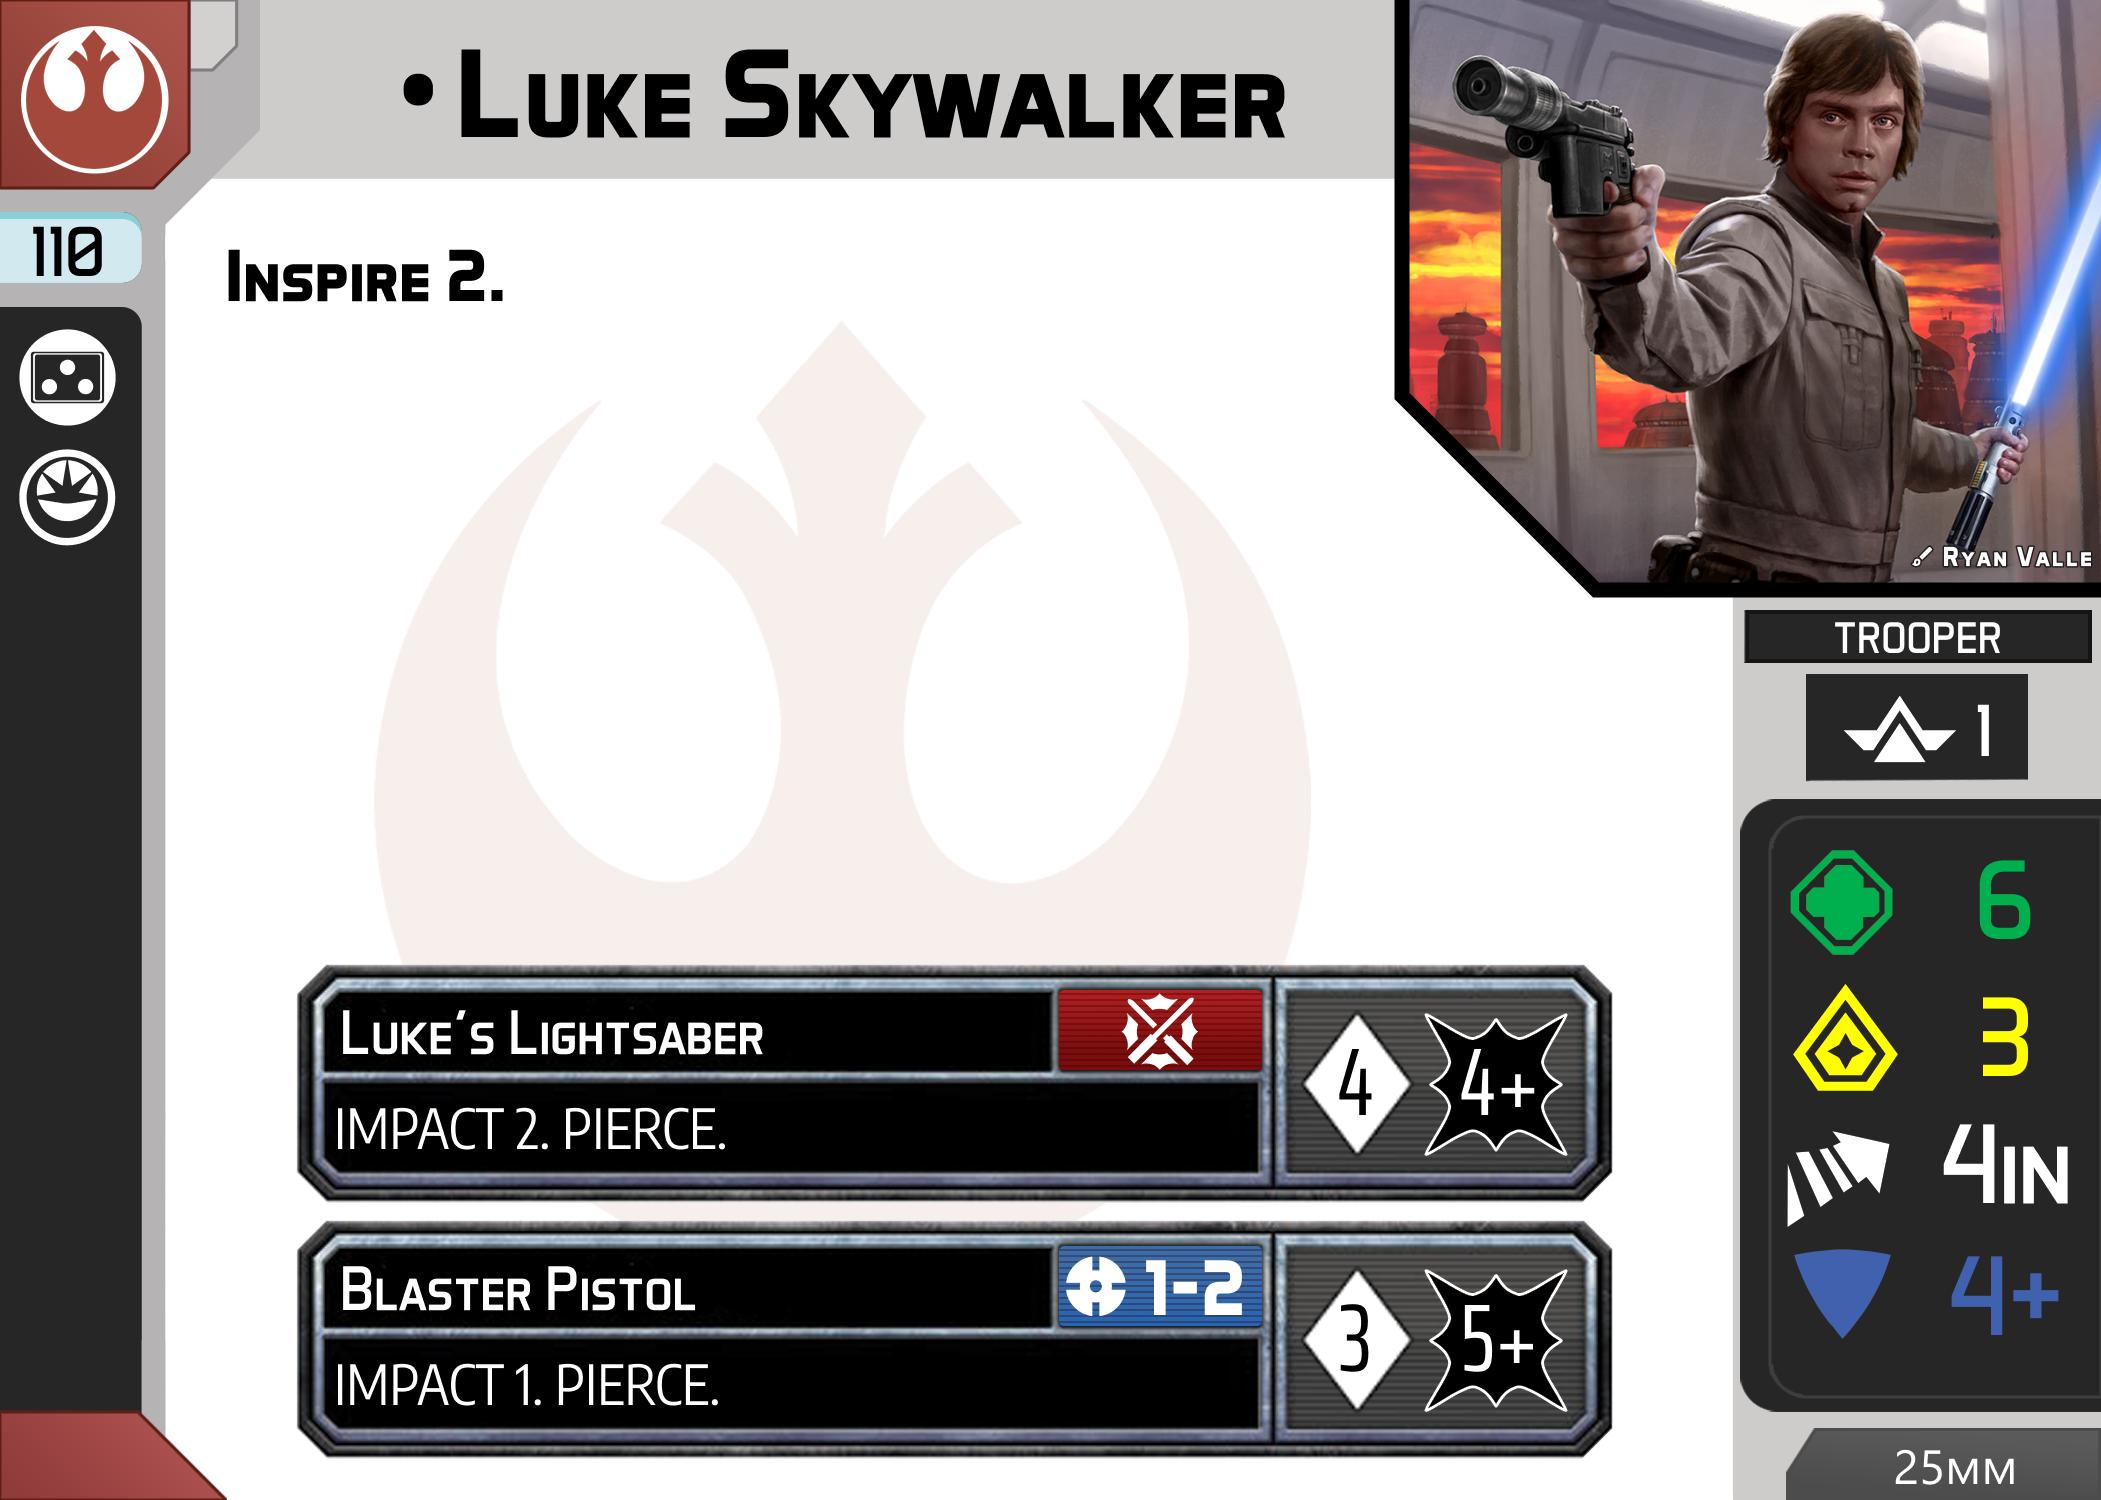 • Luke Skywalker
110
Inspire 2.
Ryan Valle
TROOPER
1
6
3
4IN
4+
Luke's Lightsaber
4 4+
IMPACT 2. PIERCE.
Blaster Pistol 1-2
3 5+
IMPACT 1. PIERCE.
25MM